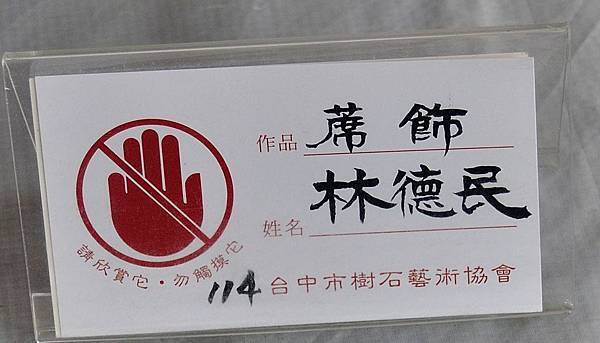 作品 蓆飾
姓名 林德民
請欣賞它・勿觸摸它
114 台中市樹石藝術協會